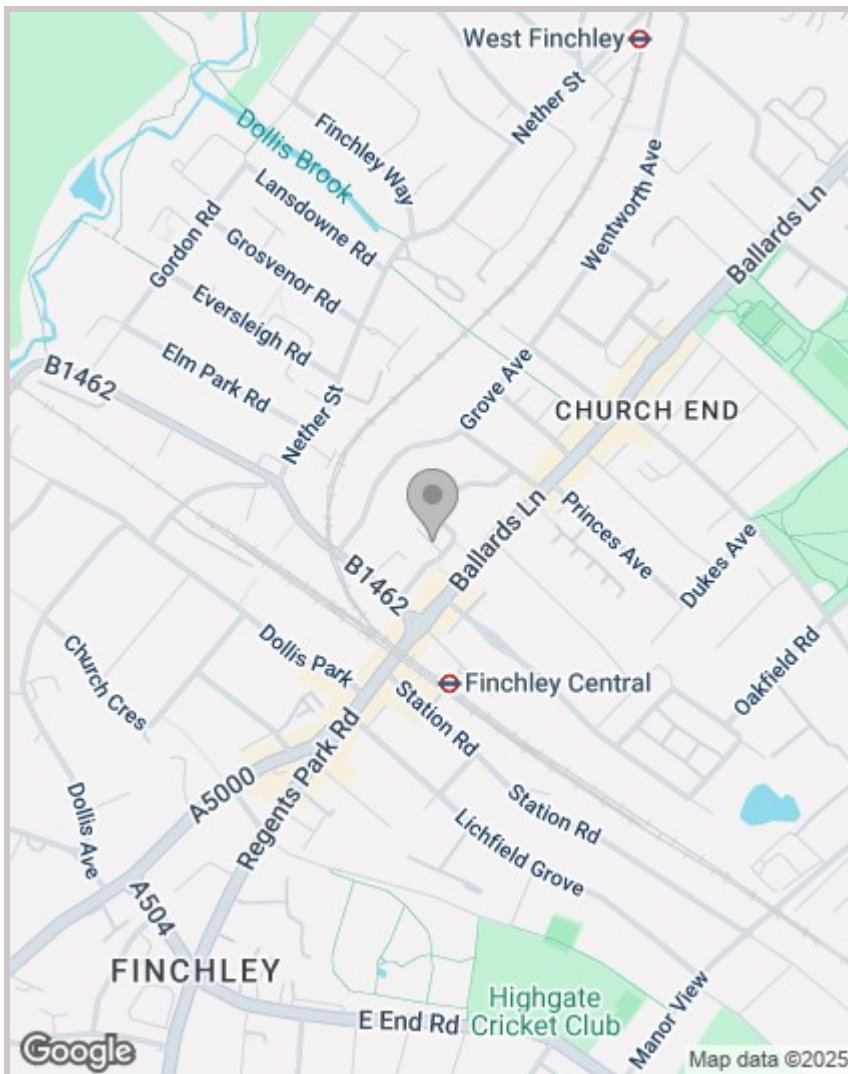 West Finchley
Nether St
Finchley Way
Dollis Brook
Wentworth Ave
Ballards Ln
Lansdowne Rd
Gordon Rd
Grosvenor Rd
Eversleigh Rd
Elm Park Rd
B1462
Nether St
Grove Ave
CHURCH END
Ballards Ln
Princes Ave
Dukes Ave
B1462
Dollis Park
Church Cres
Finchley Central
Oakfield Rd
Station Rd
Regents Park Rd
A5000
Station Rd
Dollis Ave
Lichfield Grove
A504
FINCHLEY
Highgate
Cricket Club
E End Rd
Manor View
Google
Map data ©2025